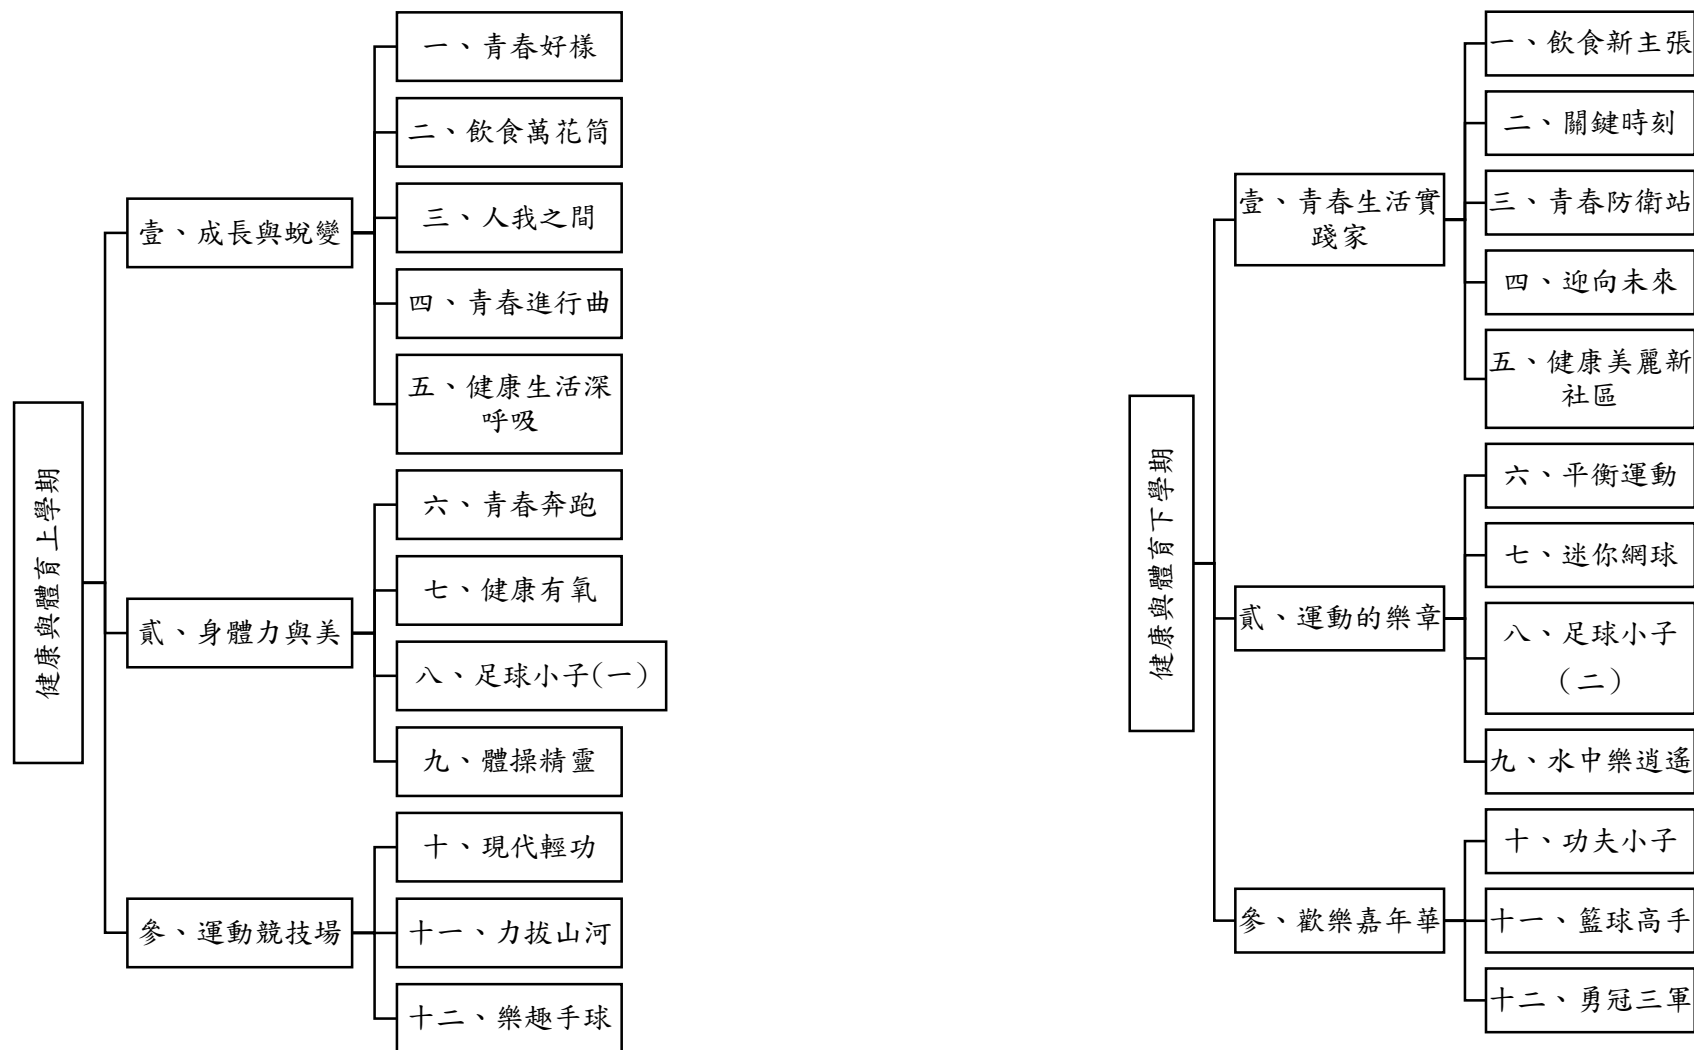 健康與體育上學期
壹、成長與蛻變
一、青春好樣
二、飲食萬花筒
三、人我之間
四、青春進行曲
五、健康生活深
呼吸
貳、身體力與美
六、青春奔跑
七、健康有氧
八、足球小子(一)
九、體操精靈
參、運動競技場
十、現代輕功
十一、力拔山河
十二、樂趣手球
健康與體育下學期
壹、青春生活實
踐家
一、飲食新主張
二、關鍵時刻
三、青春防衛站
四、迎向未來
五、健康美麗新
社區
貳、運動的樂章
六、平衡運動
七、迷你網球
八、足球小子
(二)
九、水中樂逍遙
參、歡樂嘉年華
十、功夫小子
十一、籃球高手
十二、勇冠三軍